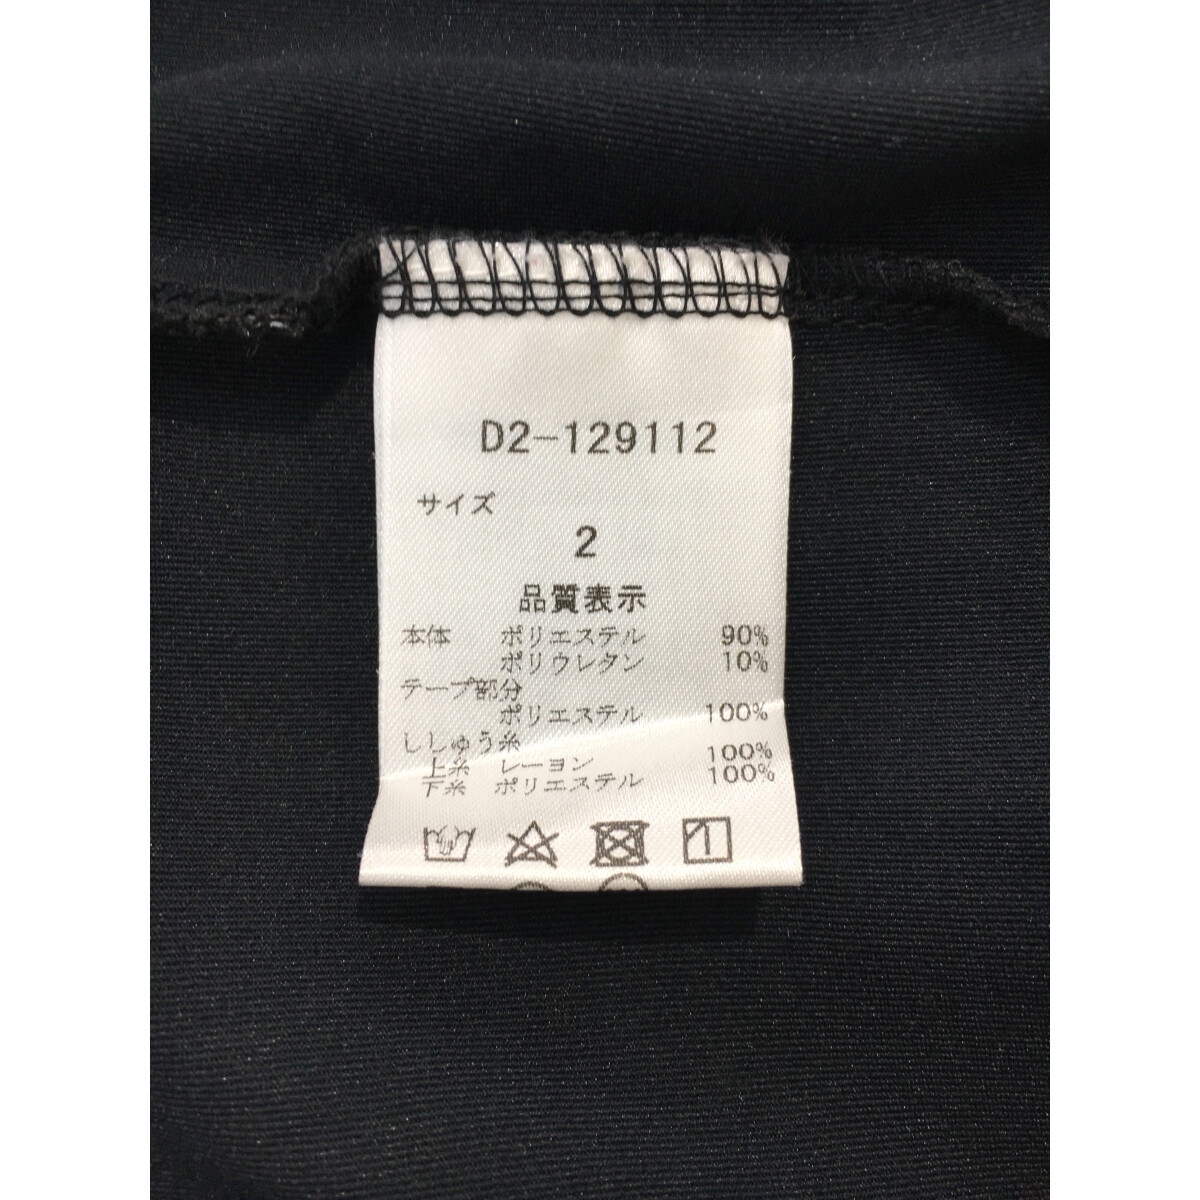 D2-129112
サイズ
2
品質表示
本体 ポリエステル 90%
ポリウレタン 10%
テープ部分
ポリエステル 100%
ししゅう糸
上糸 レーヨン 100%
下糸 ポリエステル 100%